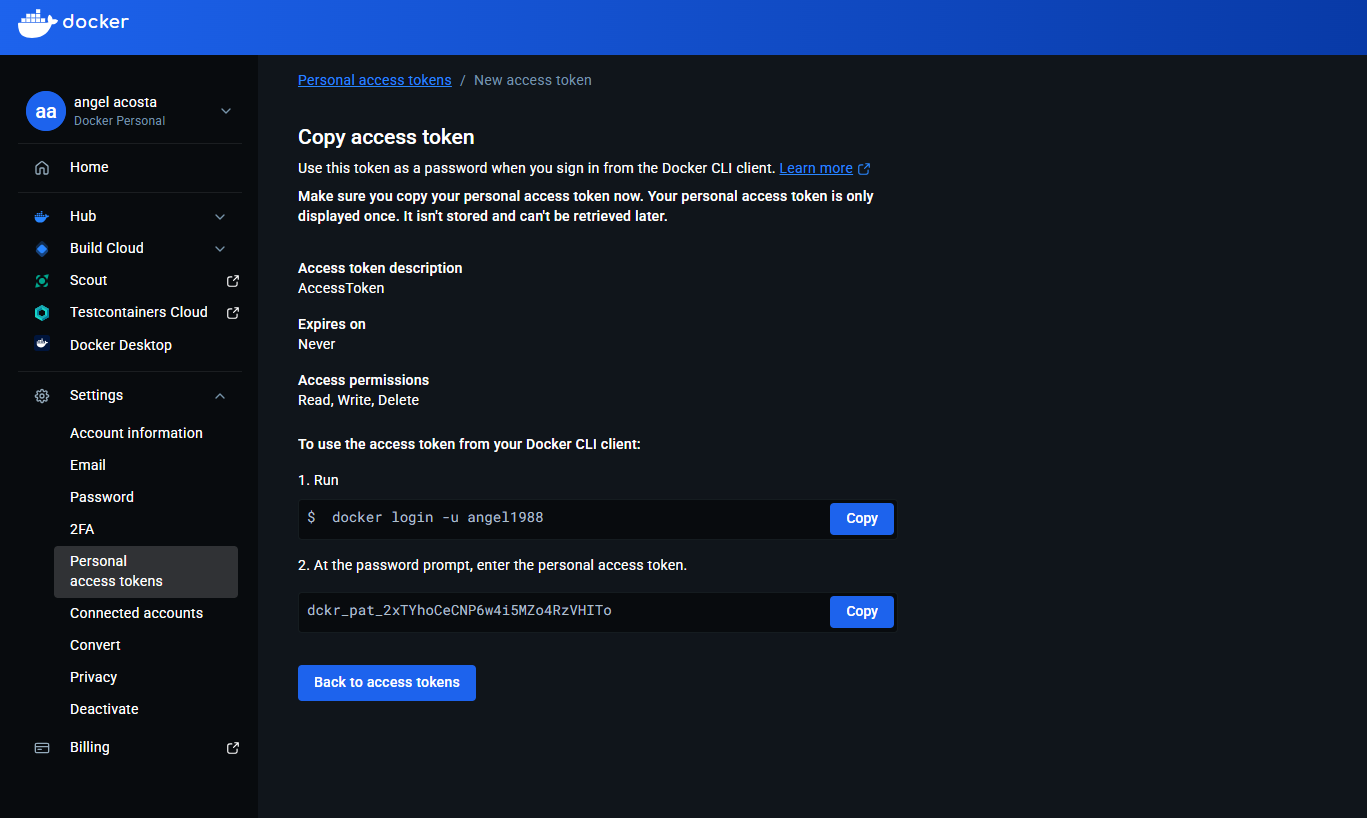 docker
aa
angel acosta
Docker Personal
Home
Hub
Build Cloud
Scout
Testcontainers Cloud
Docker Desktop
Settings
Account information
Email
Password
2FA
Personal
access tokens
Connected accounts
Convert
Privacy
Deactivate
Billing
Personal access tokens / New access token
Copy access token
Use this token as a password when you sign in from the Docker CLI client. Learn more
Make sure you copy your personal access token now. Your personal access token is only
displayed once. It isn't stored and can't be retrieved later.
Access token description
AccessToken
Expires on
Never
Access permissions
Read, Write, Delete
To use the access token from your Docker CLI client:
1. Run
$ docker login -u angel1988
Copy
2. At the password prompt, enter the personal access token.
dckr_pat_2xTYhoCeCNP6w4i5MZo4RzVHITo
Copy
Back to access tokens